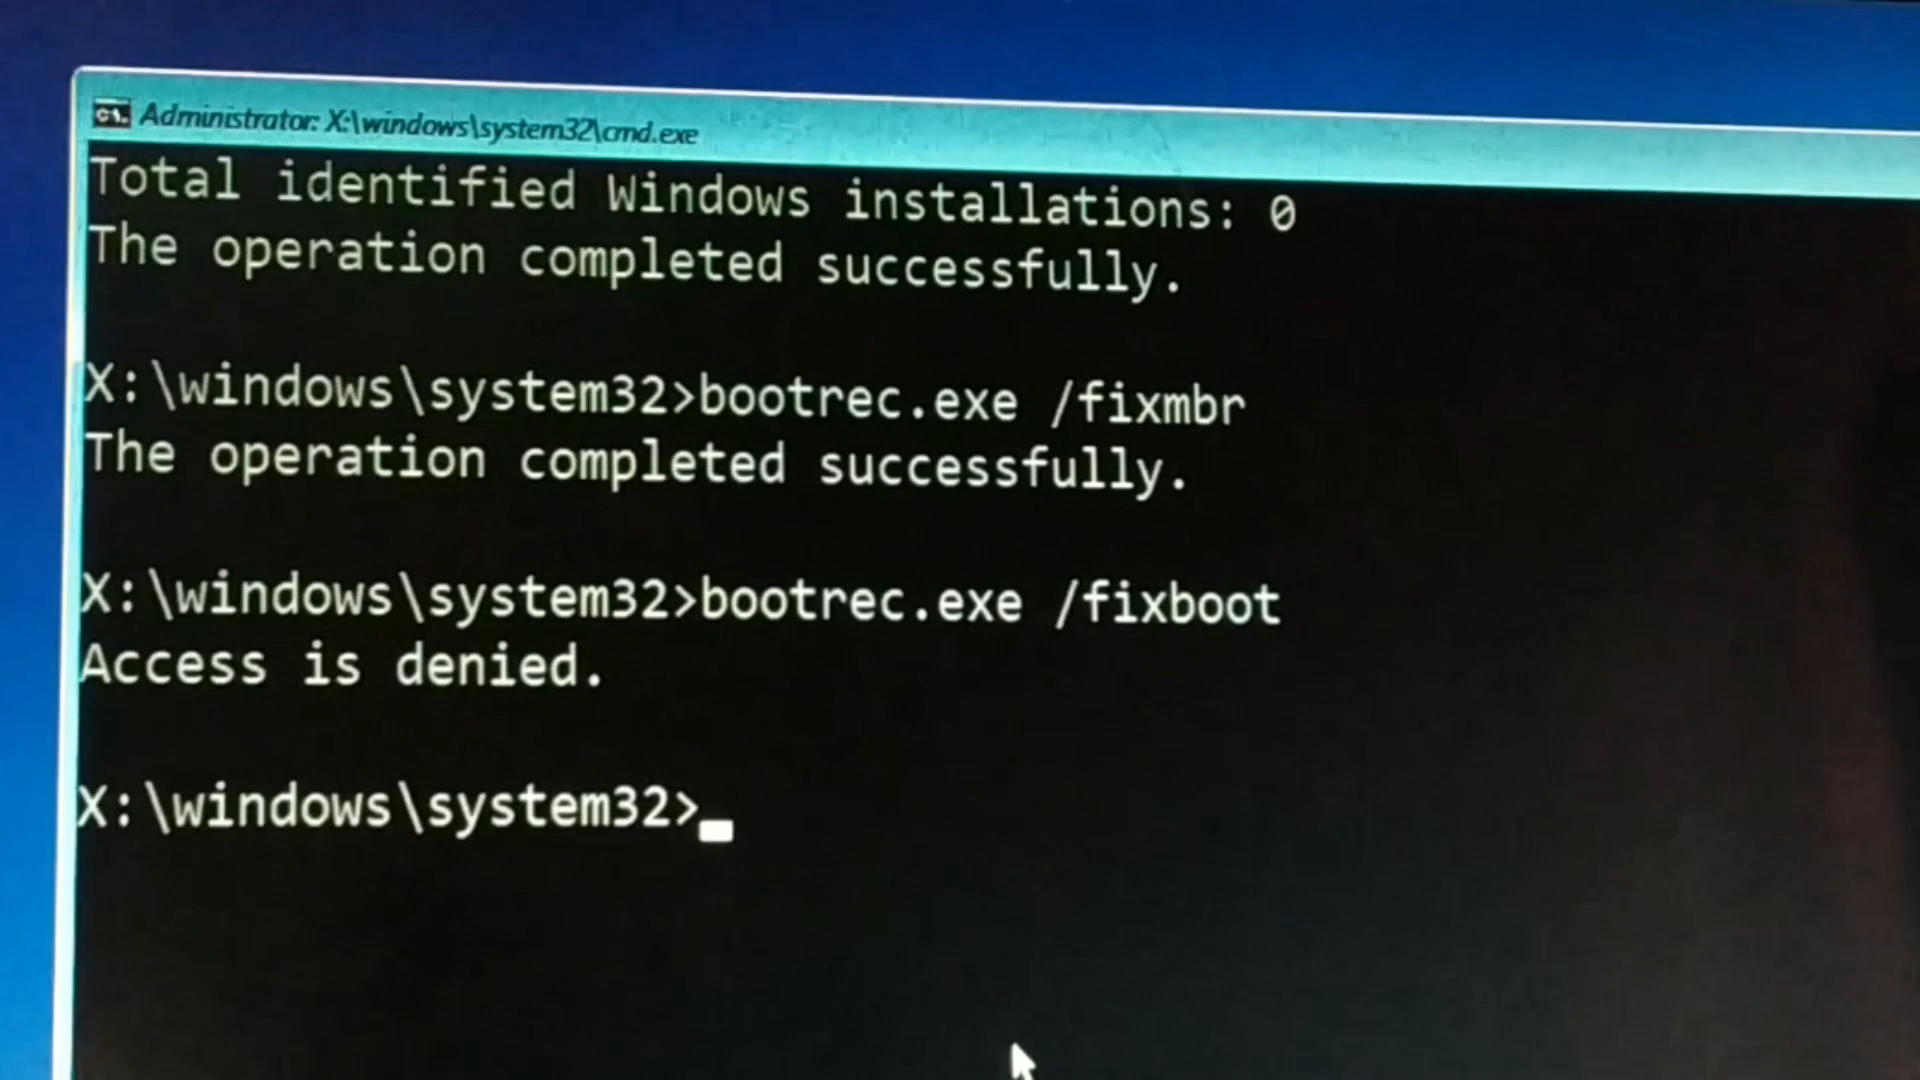 C:\.
Administrator: X:\windows\system32\cmd.exe
Total identified Windows installations: 0
The operation completed successfully.
X:\windows\system32>bootrec.exe /fixmbr
The operation completed successfully.
X:\windows\system32>bootrec.exe /fixboot
Access is denied.
X:\windows\system32>